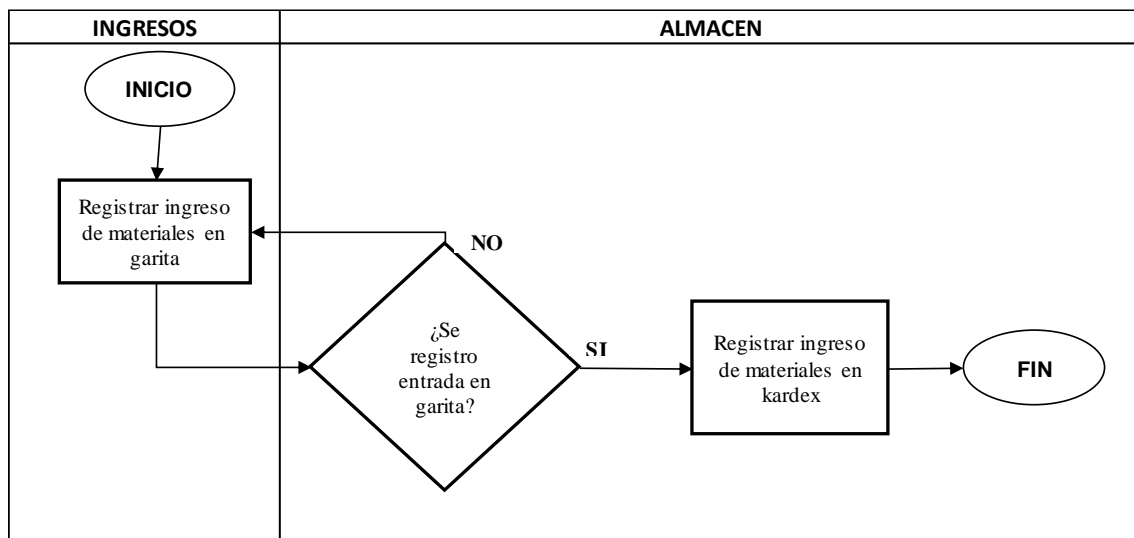 INGRESOS
ALMACEN
INICIO
Registrar ingreso
de materiales en
garita
NO
¿Se
registro
entrada en
garita?
SI
Registrar ingreso
de materiales en
kardex
FIN